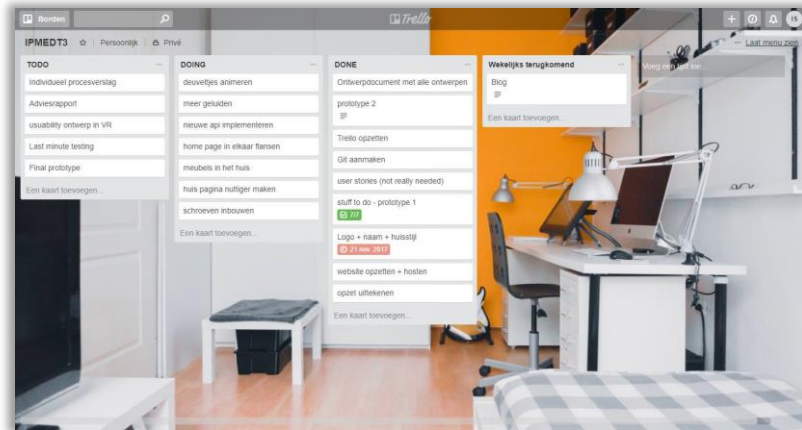 Borden
Trello
IS
IPMEDT3
Persoonlijk
Privé
Laat menu zien
TODO
Individueel procesverslag
Adviesrapport
usuability ontwerp in VR
Last minute testing
Final prototype
Een kaart toevoegen...
DOING
deuveltjes animeren
meer geluiden
nieuwe api implementeren
home page in elkaar flansen
meubels in het huis
huis pagina nuttiger maken
schroeven inbouwen
Een kaart toevoegen...
DONE
Ontwerpdocument met alle ontwerpen
prototype 2
Trello opzetten
Git aanmaken
user stories (not really needed)
stuff to do - prototype 1
7/7
Logo + naam + huisstijl
21 nov. 2017
website opzetten + hosten
opzet uittekenen
Een kaart toevoegen...
Wekelijks terugkomend
Blog
Een kaart toevoegen...
Voeg een lijst toe...